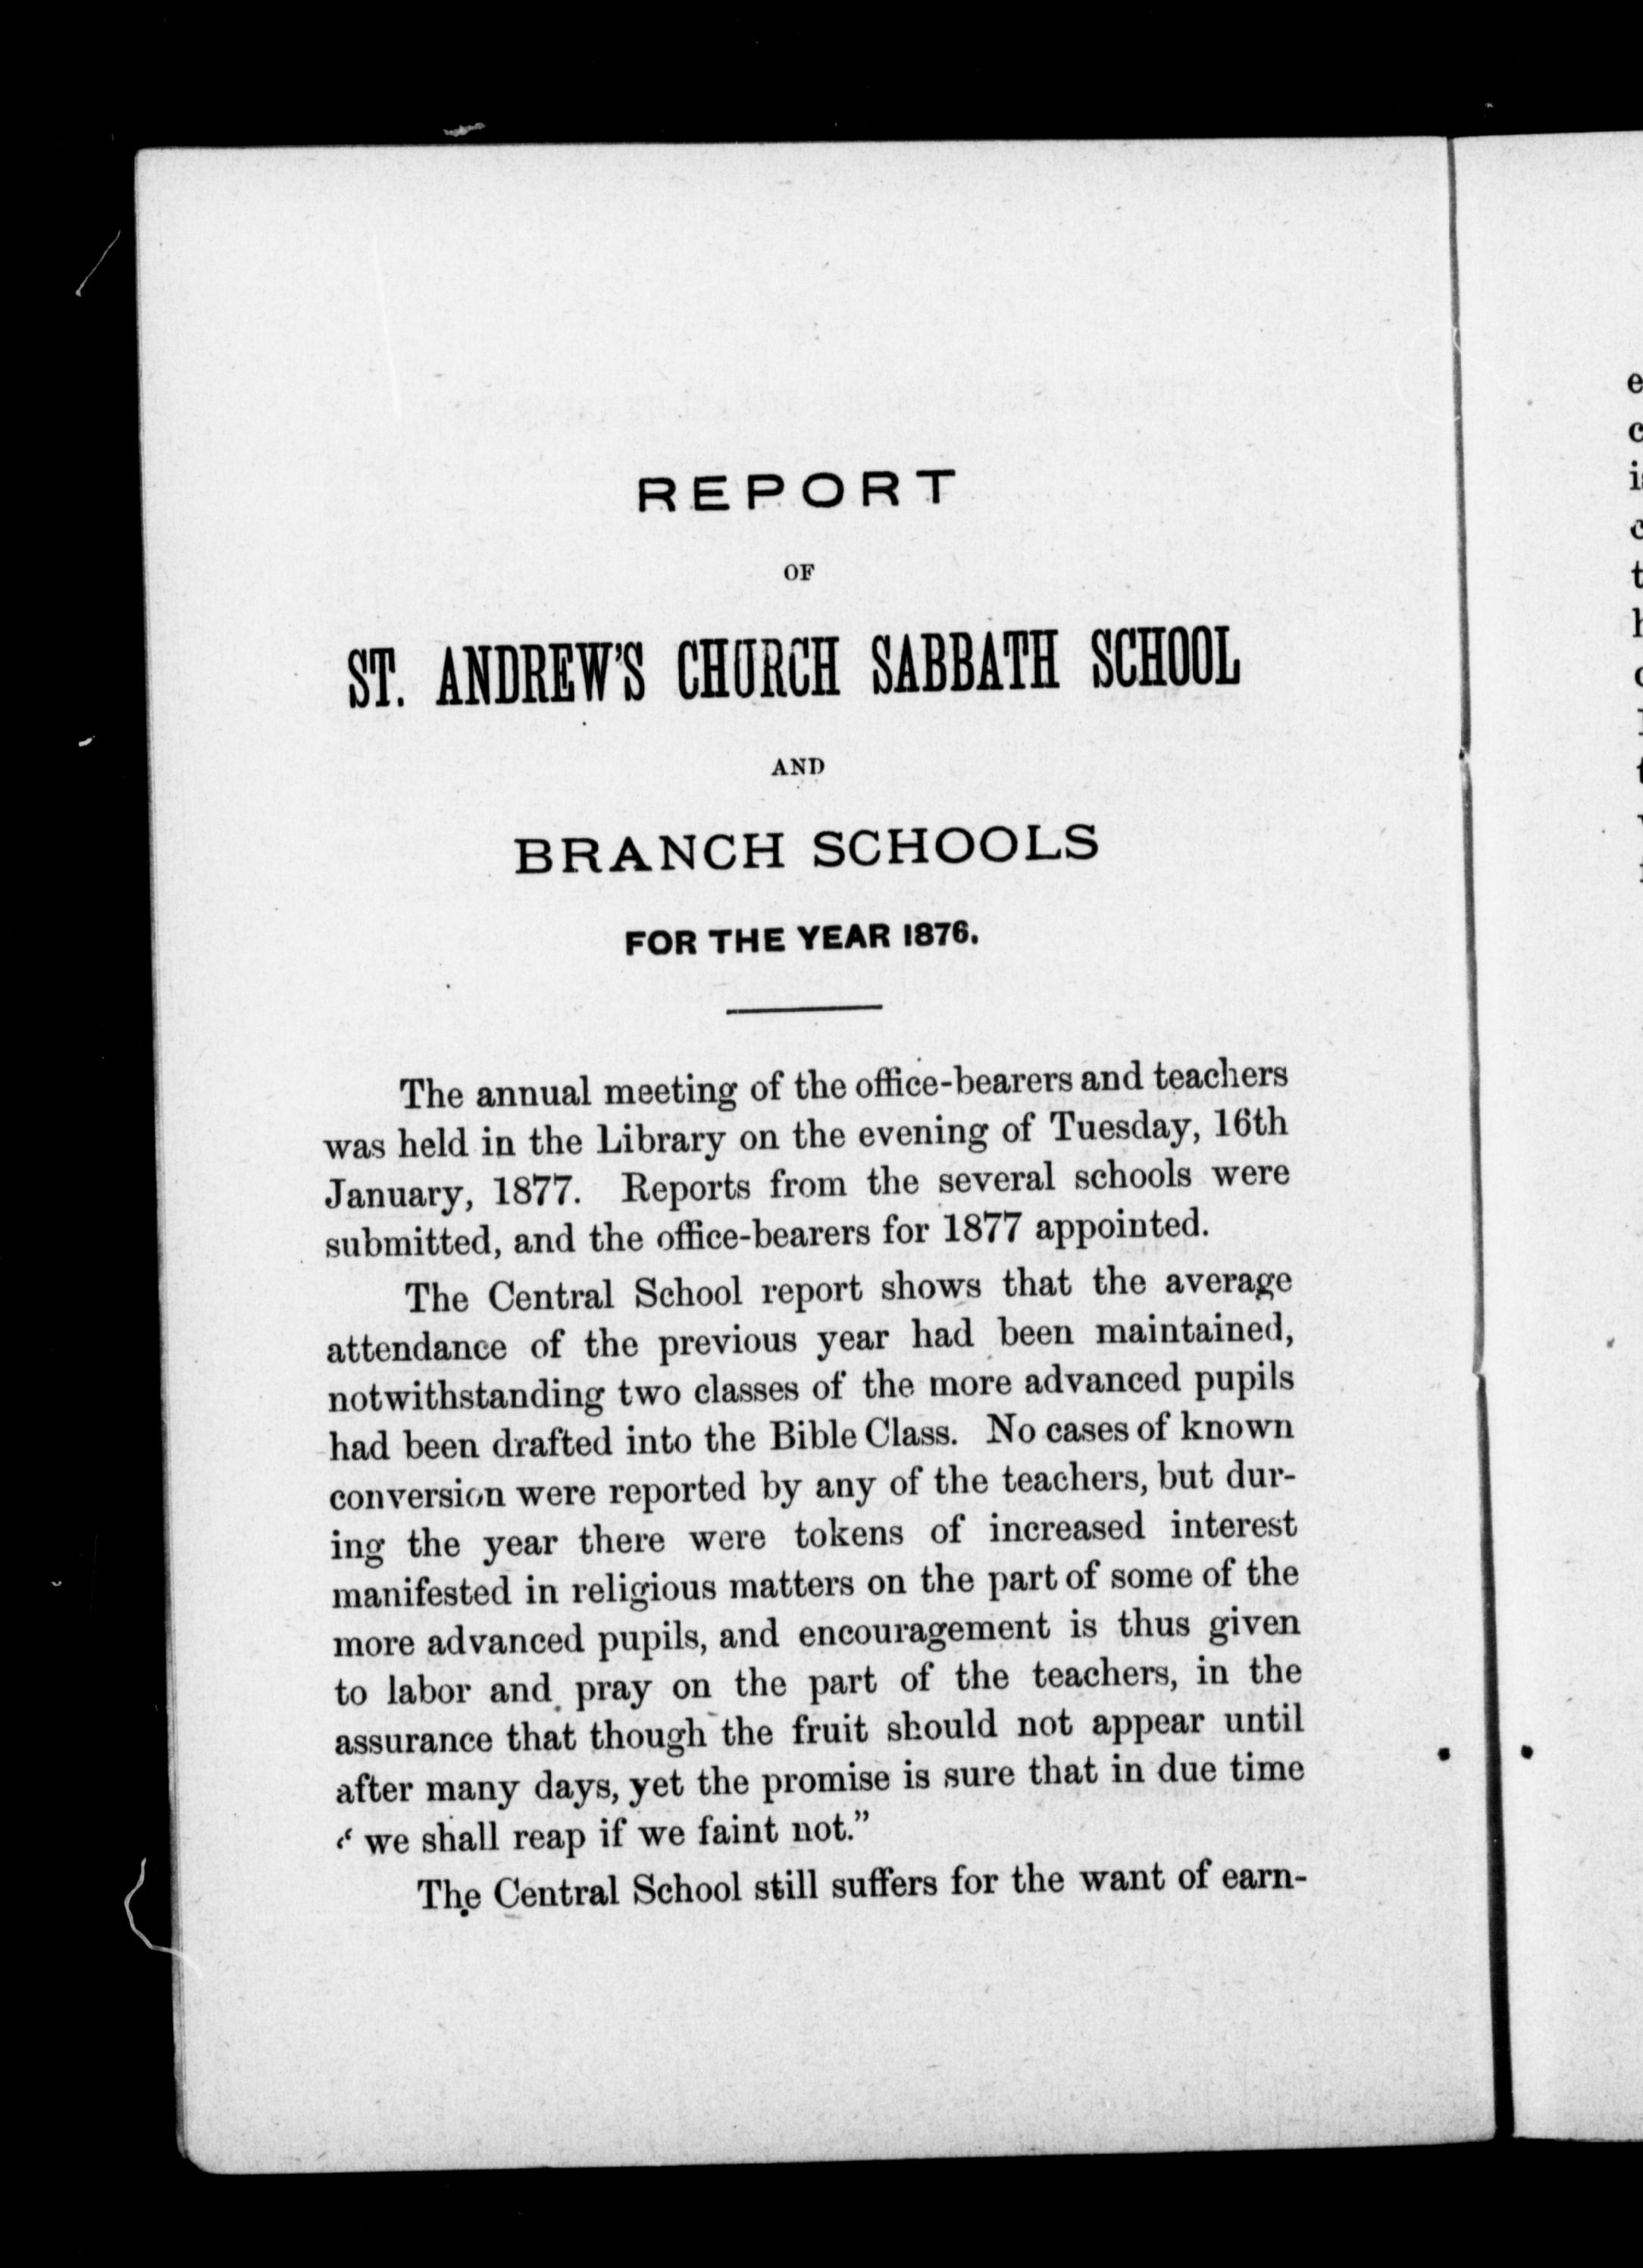 REPORT
OF
ST. ANDREW'S CHURCH SABBATH SCHOOL
AND
BRANCH SCHOOLS
FOR THE YEAR 1876.
The annual meeting of the office-bearers and teachers
was held in the Library on the evening of Tuesday, 16th
January, 1877. Reports from the several schools were
submitted, and the office-bearers for 1877 appointed.
The Central School report shows that the average
attendance of the previous year had been maintained,
notwithstanding two classes of the more advanced pupils
had been drafted into the Bible Class. No cases of known
conversion were reported by any of the teachers, but dur-
ing the year there were tokens of increased interest
manifested in religious matters on the part of some of the
more advanced pupils, and encouragement is thus given
to labor and pray on the part of the teachers, in the
assurance that though the fruit should not appear until
after many days, yet the promise is sure that in due time
“ we shall reap if we faint not.”
The Central School still suffers for the want of earn-